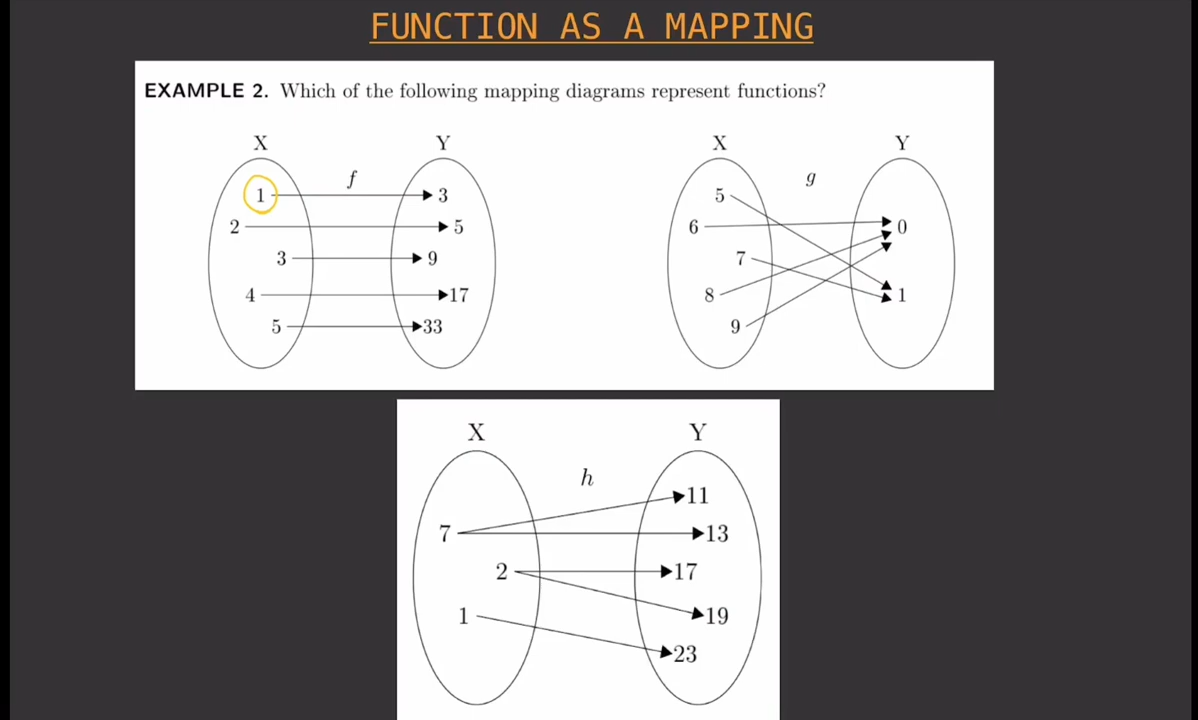 FUNCTION AS A MAPPING
EXAMPLE 2. Which of the following mapping diagrams represent functions?
X
Y
f
1
3
2
5
3
9
4
17
5
33
X
Y
g
5
6
0
7
8
1
9
X
Y
h
11
7
13
2
17
1
19
23